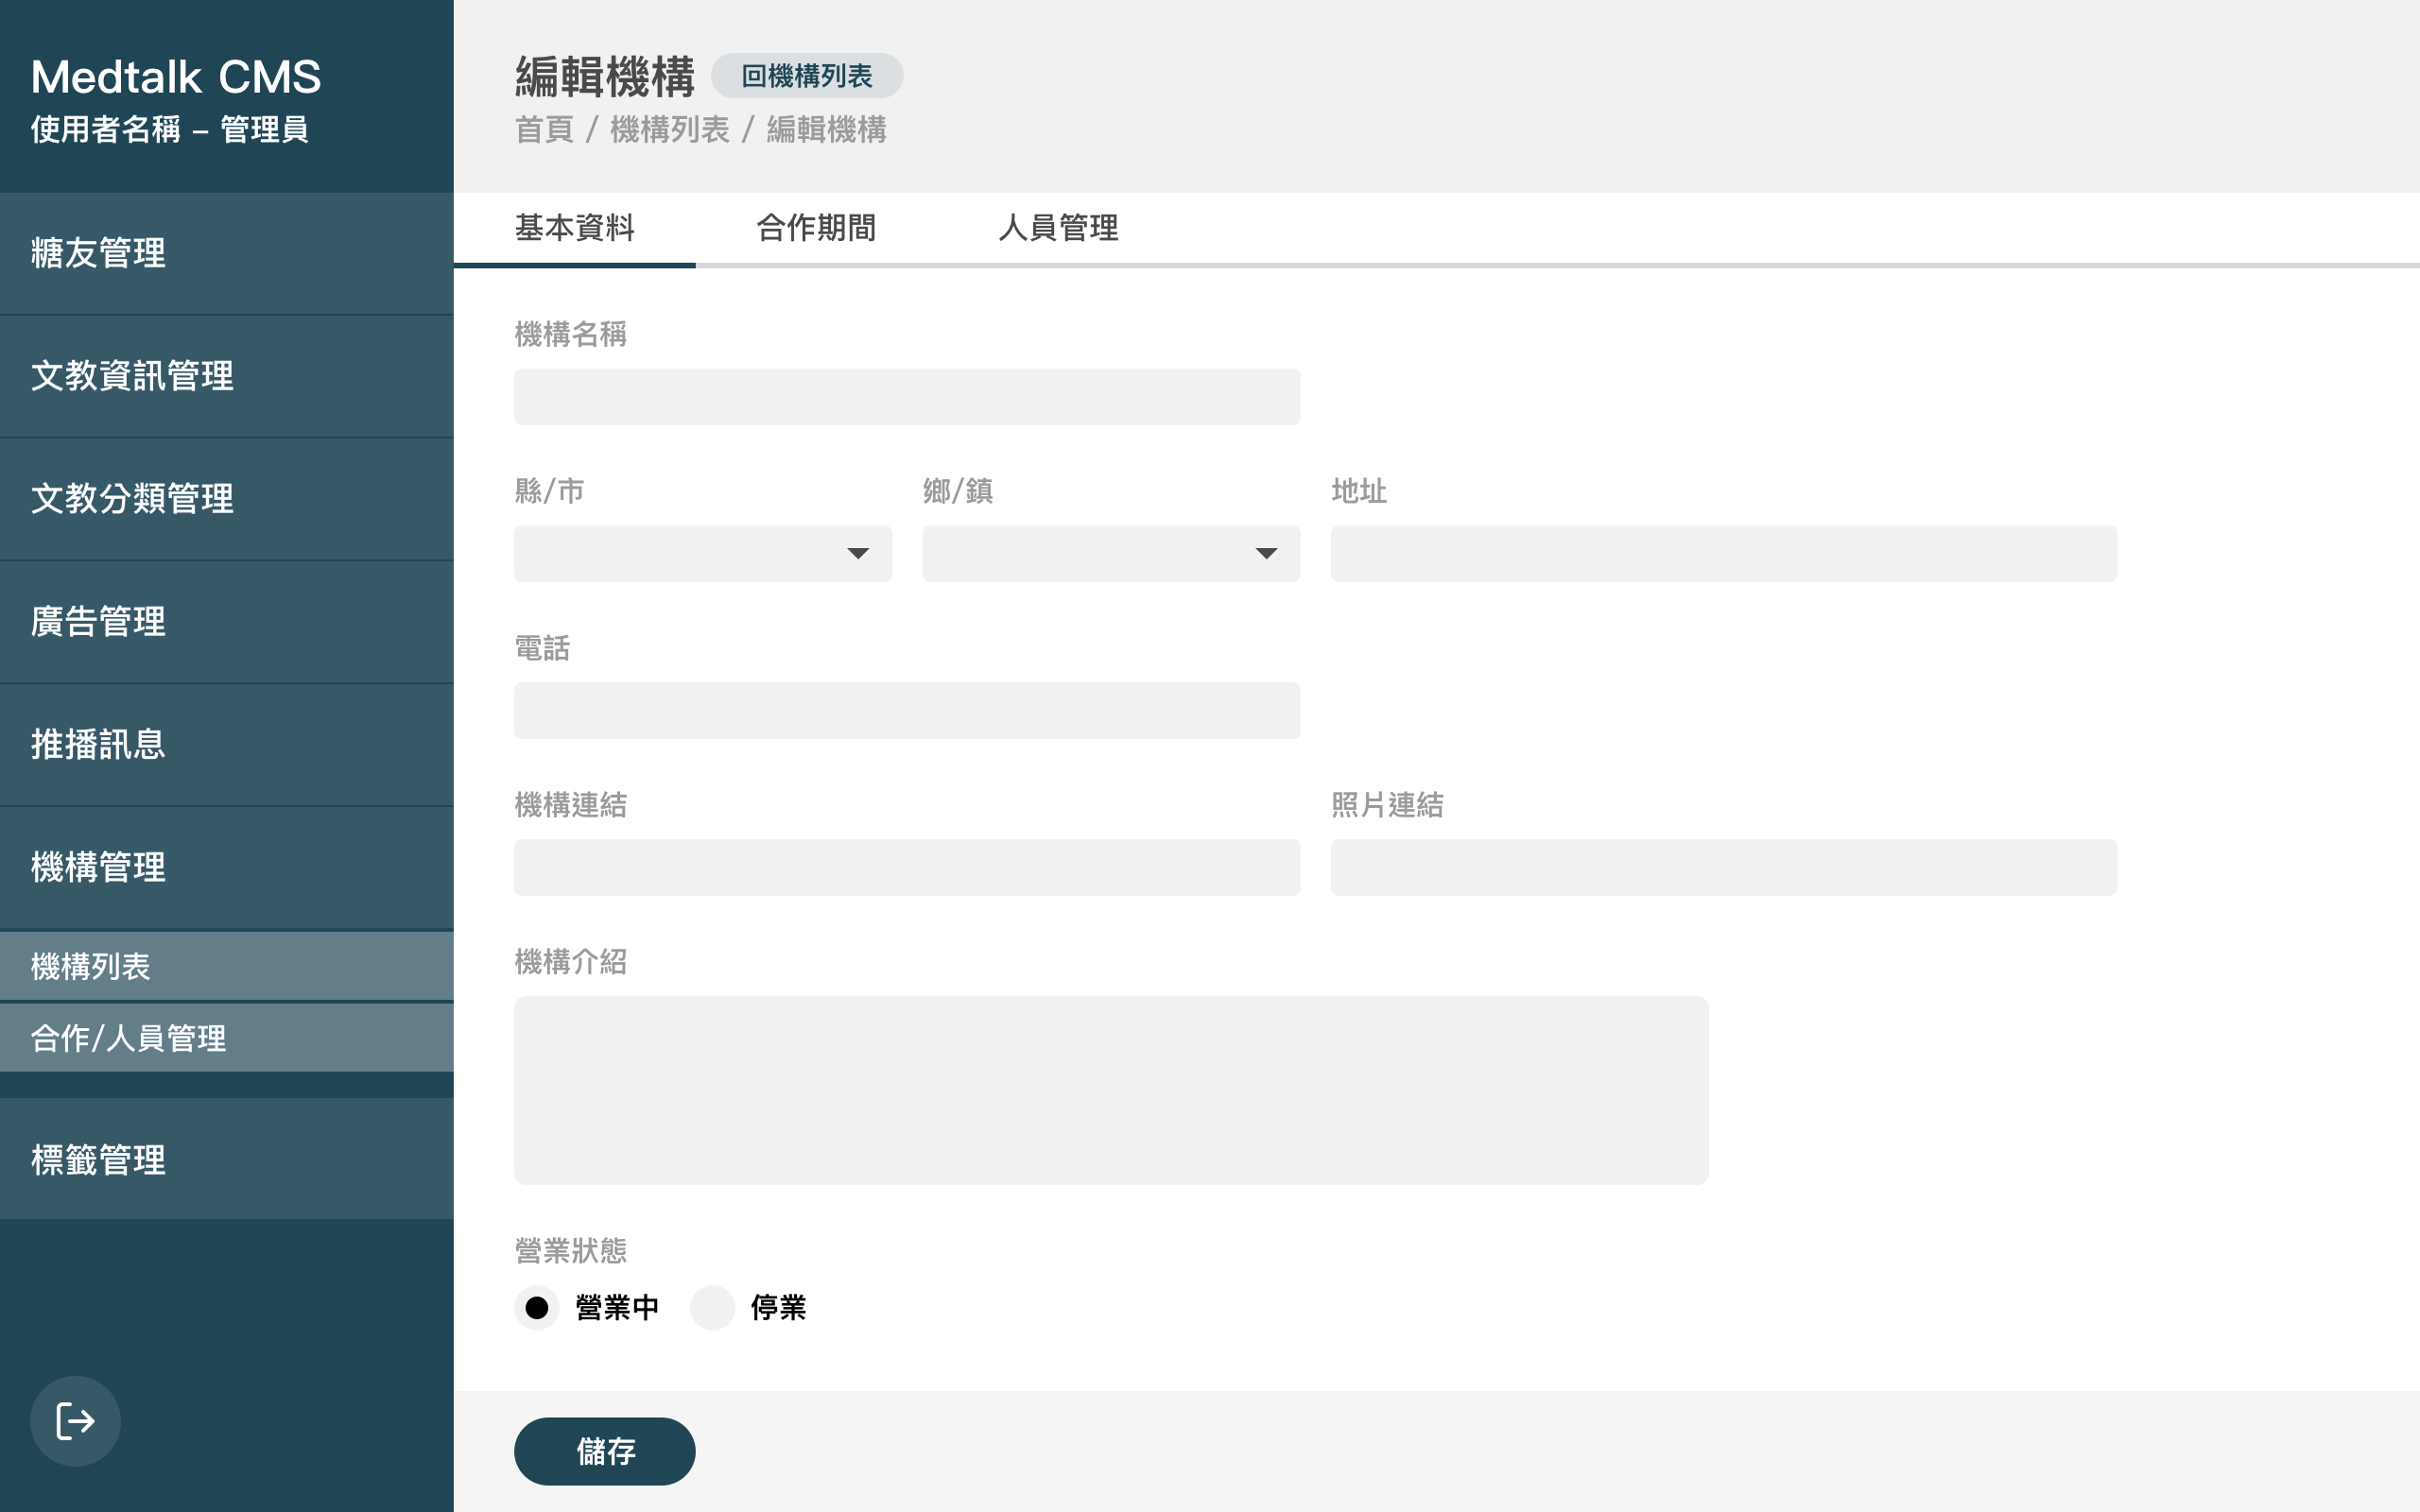 Medtalk CMS
使用者名稱 – 管理員
糖友管理
文教資訊管理
文教分類管理
廣告管理
推播訊息
機構管理
機構列表
合作/人員管理
標籤管理
編輯機構
回機構列表
首頁 / 機構列表 / 編輯機構
基本資料
合作期間
人員管理
機構名稱
縣/市
鄉/鎮
地址
電話
機構連結
照片連結
機構介紹
營業狀態
營業中
停業
儲存